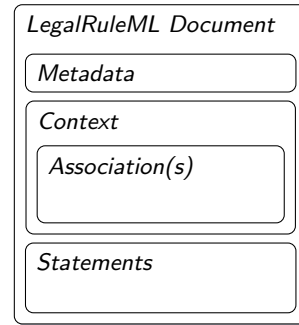 LegalRuleML Document
Metadata
Context
Association(s)
Statements